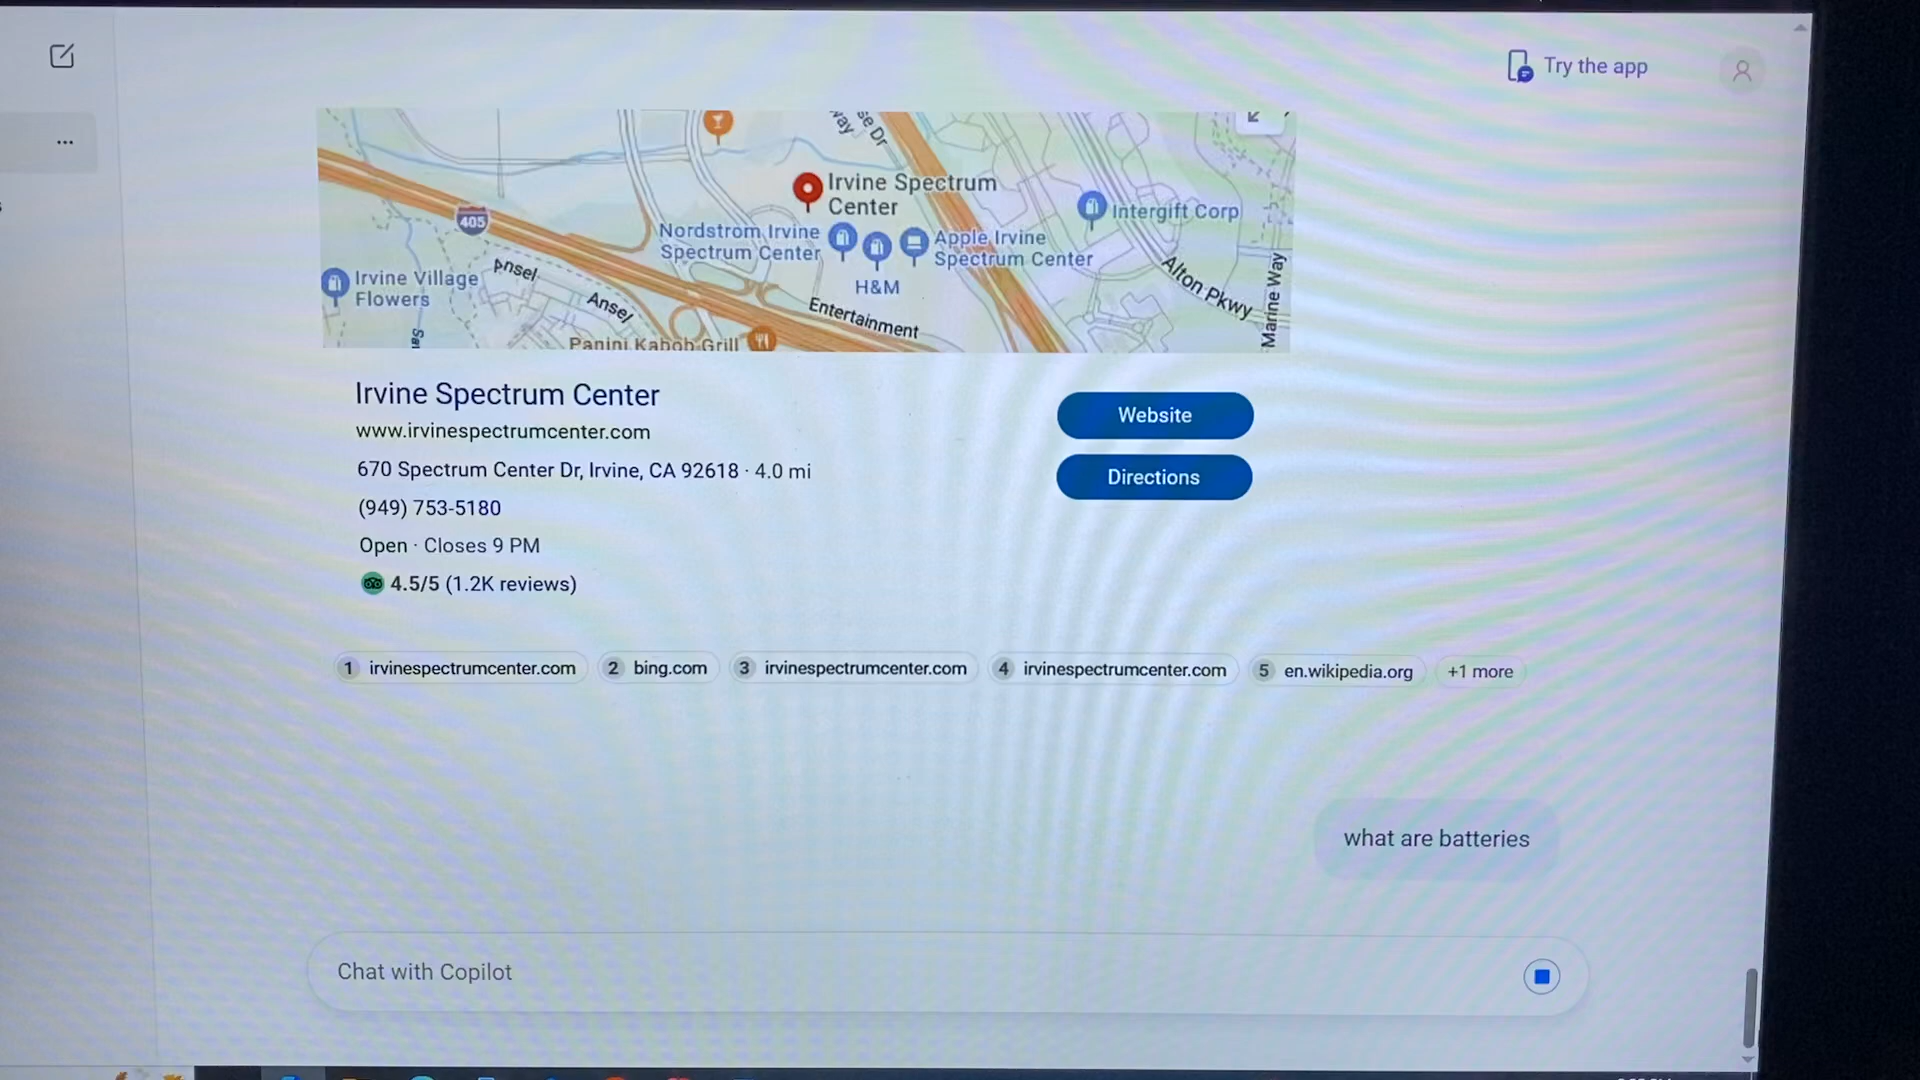 Try the app
...
way
se Dr
Irvine Spectrum
Center
405
Nordstrom Irvine
Spectrum Center
Apple Irvine
Spectrum Center
Intergift Corp
H&M
Irvine Village
Flowers
Ansel
Ansel
Entertainment
Alton Pkwy
Marine Way
Panini Kabob Grill
Irvine Spectrum Center
www.irvinespectrumcenter.com
Website
670 Spectrum Center Dr, Irvine, CA 92618 · 4.0 mi
Directions
(949) 753-5180
Open · Closes 9 PM
4.5/5 (1.2K reviews)
1 irvinespectrumcenter.com 2 bing.com 3 irvinespectrumcenter.com 4 irvinespectrumcenter.com 5 en.wikipedia.org +1 more
what are batteries
Chat with Copilot